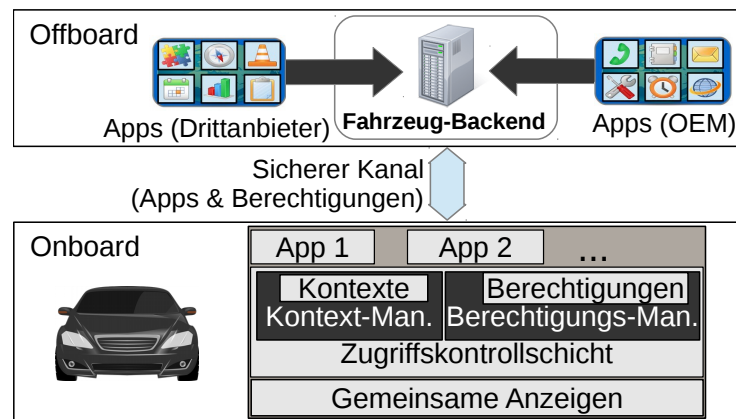 Offboard
Apps (Drittanbieter)
Fahrzeug-Backend
Apps (OEM)
Sicherer Kanal
(Apps & Berechtigungen)
Onboard
App 1
App 2
...
Kontexte
Kontext-Man.
Berechtigungen
Berechtigungs-Man.
Zugriffskontrollschicht
Gemeinsame Anzeigen